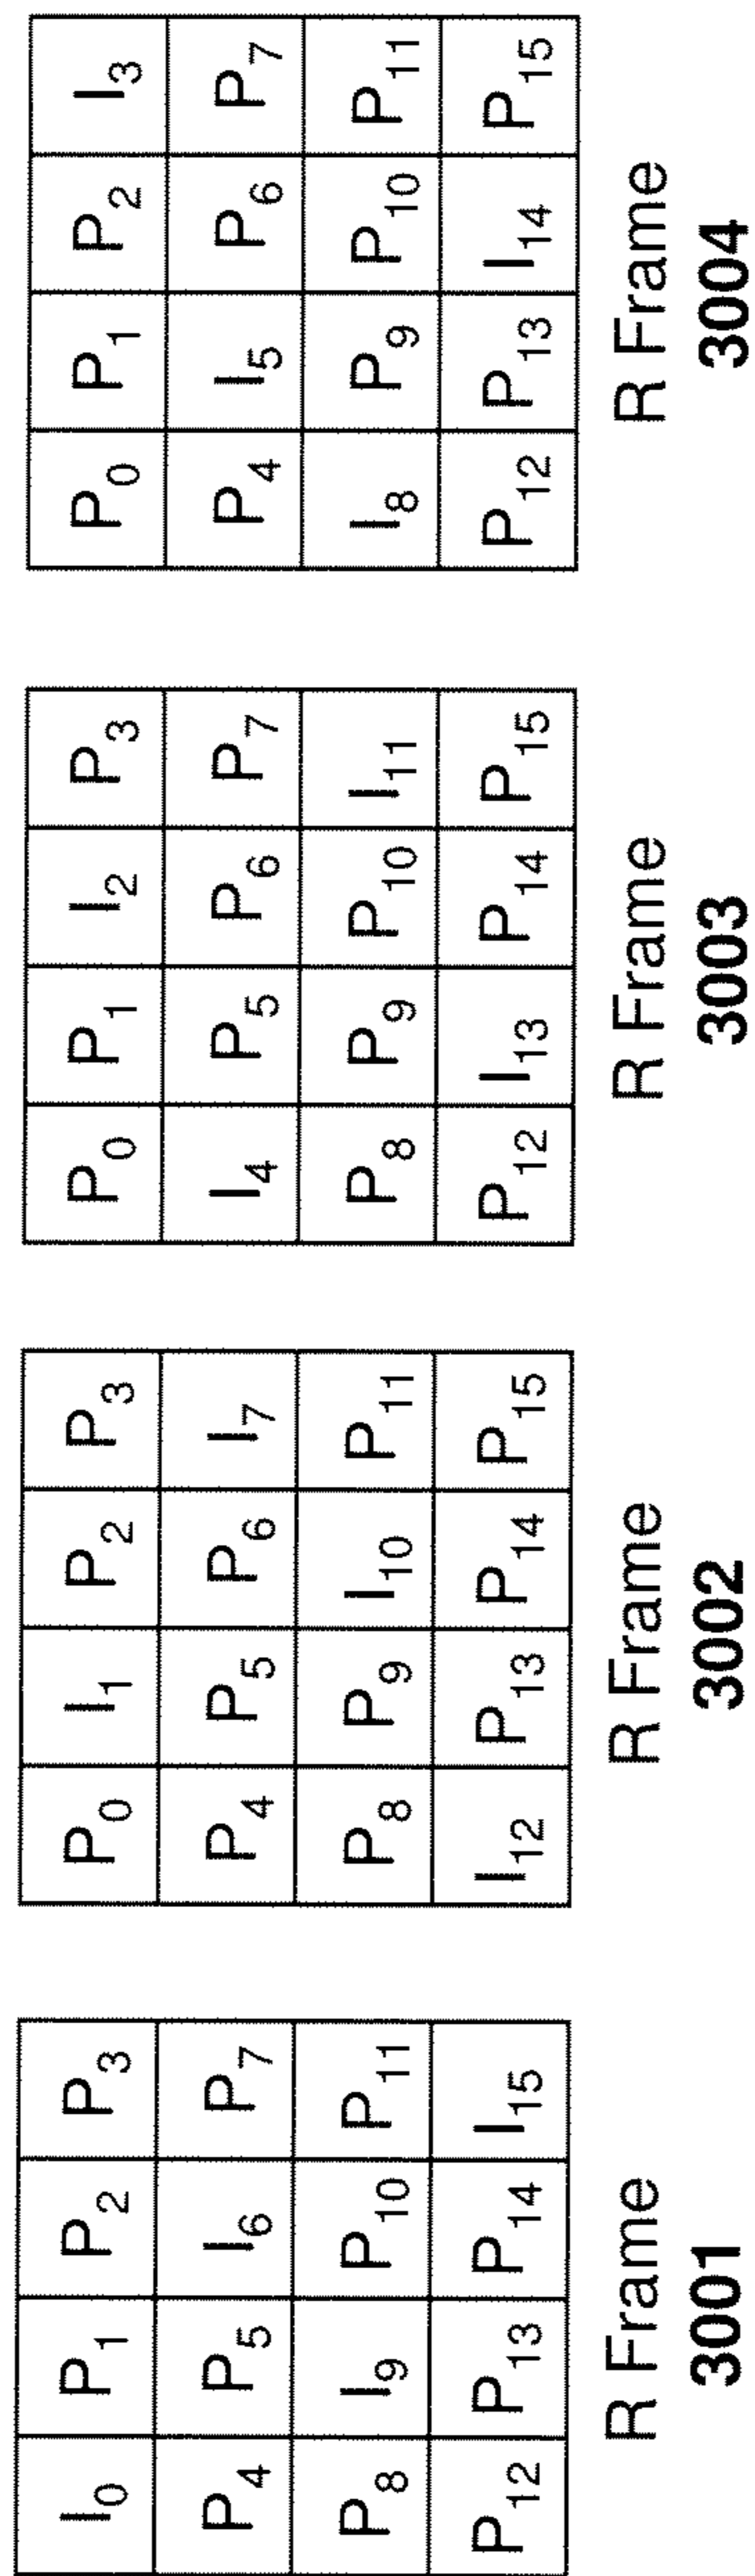 I0 P1 P2 P3
P4 P5 I6 P7
P8 I9 P10 P11
P12 P13 P14 I15
R Frame
3001
P0 I1 P2 P3
P4 P5 P6 I7
P8 P9 I10 P11
I12 P13 P14 P15
R Frame
3002
P0 P1 I2 P3
I4 P5 P6 P7
P8 P9 P10 I11
P12 I13 P14 P15
R Frame
3003
P0 P1 P2 I3
P4 I5 P6 P7
I8 P9 P10 P11
P12 P13 I14 P15
R Frame
3004